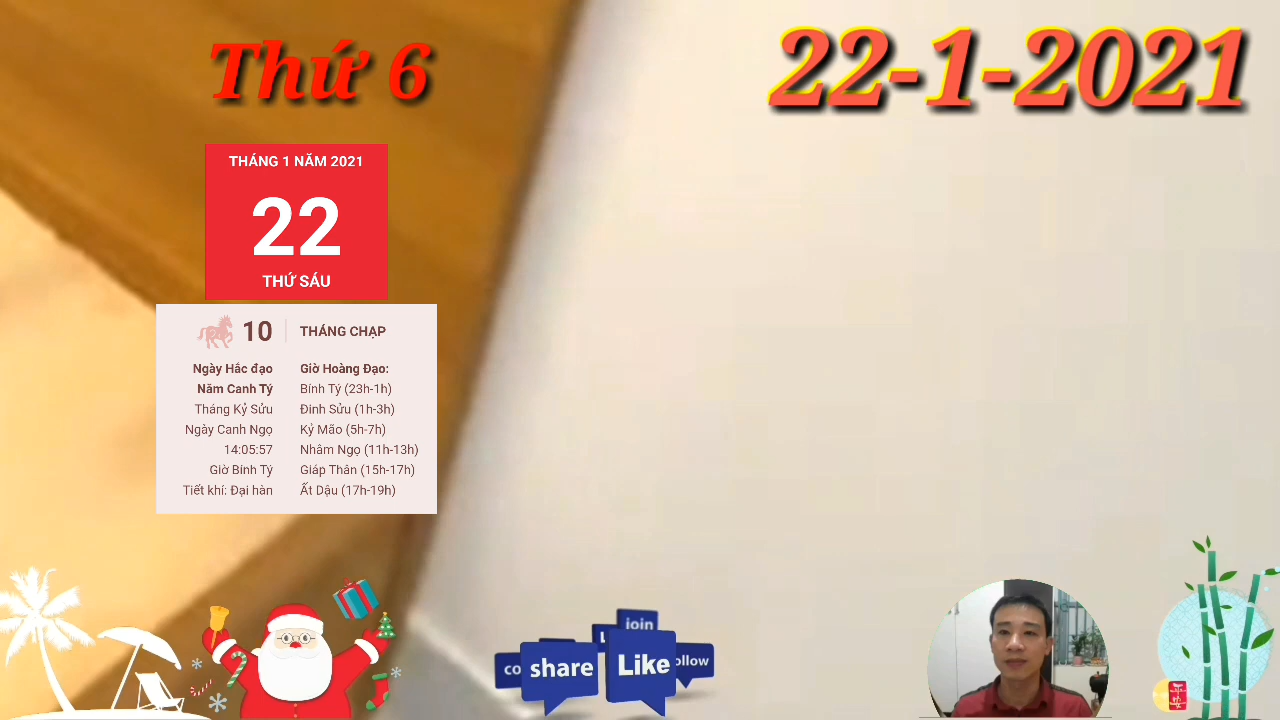 Thứ 6
22-1-2021
THÁNG 1 NĂM 2021
22
THỨ SÁU
10
THÁNG CHẠP
Ngày Hắc đạo
Năm Canh Tý
Tháng Kỷ Sửu
Ngày Canh Ngọ
14:05:57
Giờ Bính Tý
Tiết khí: Đại hàn
Giờ Hoàng Đạo:
Bính Tý (23h-1h)
Đinh Sửu (1h-3h)
Kỷ Mão (5h-7h)
Nhâm Ngọ (11h-13h)
Giáp Thân (15h-17h)
Ất Dậu (17h-19h)
join
co
share
L
Like
ollow